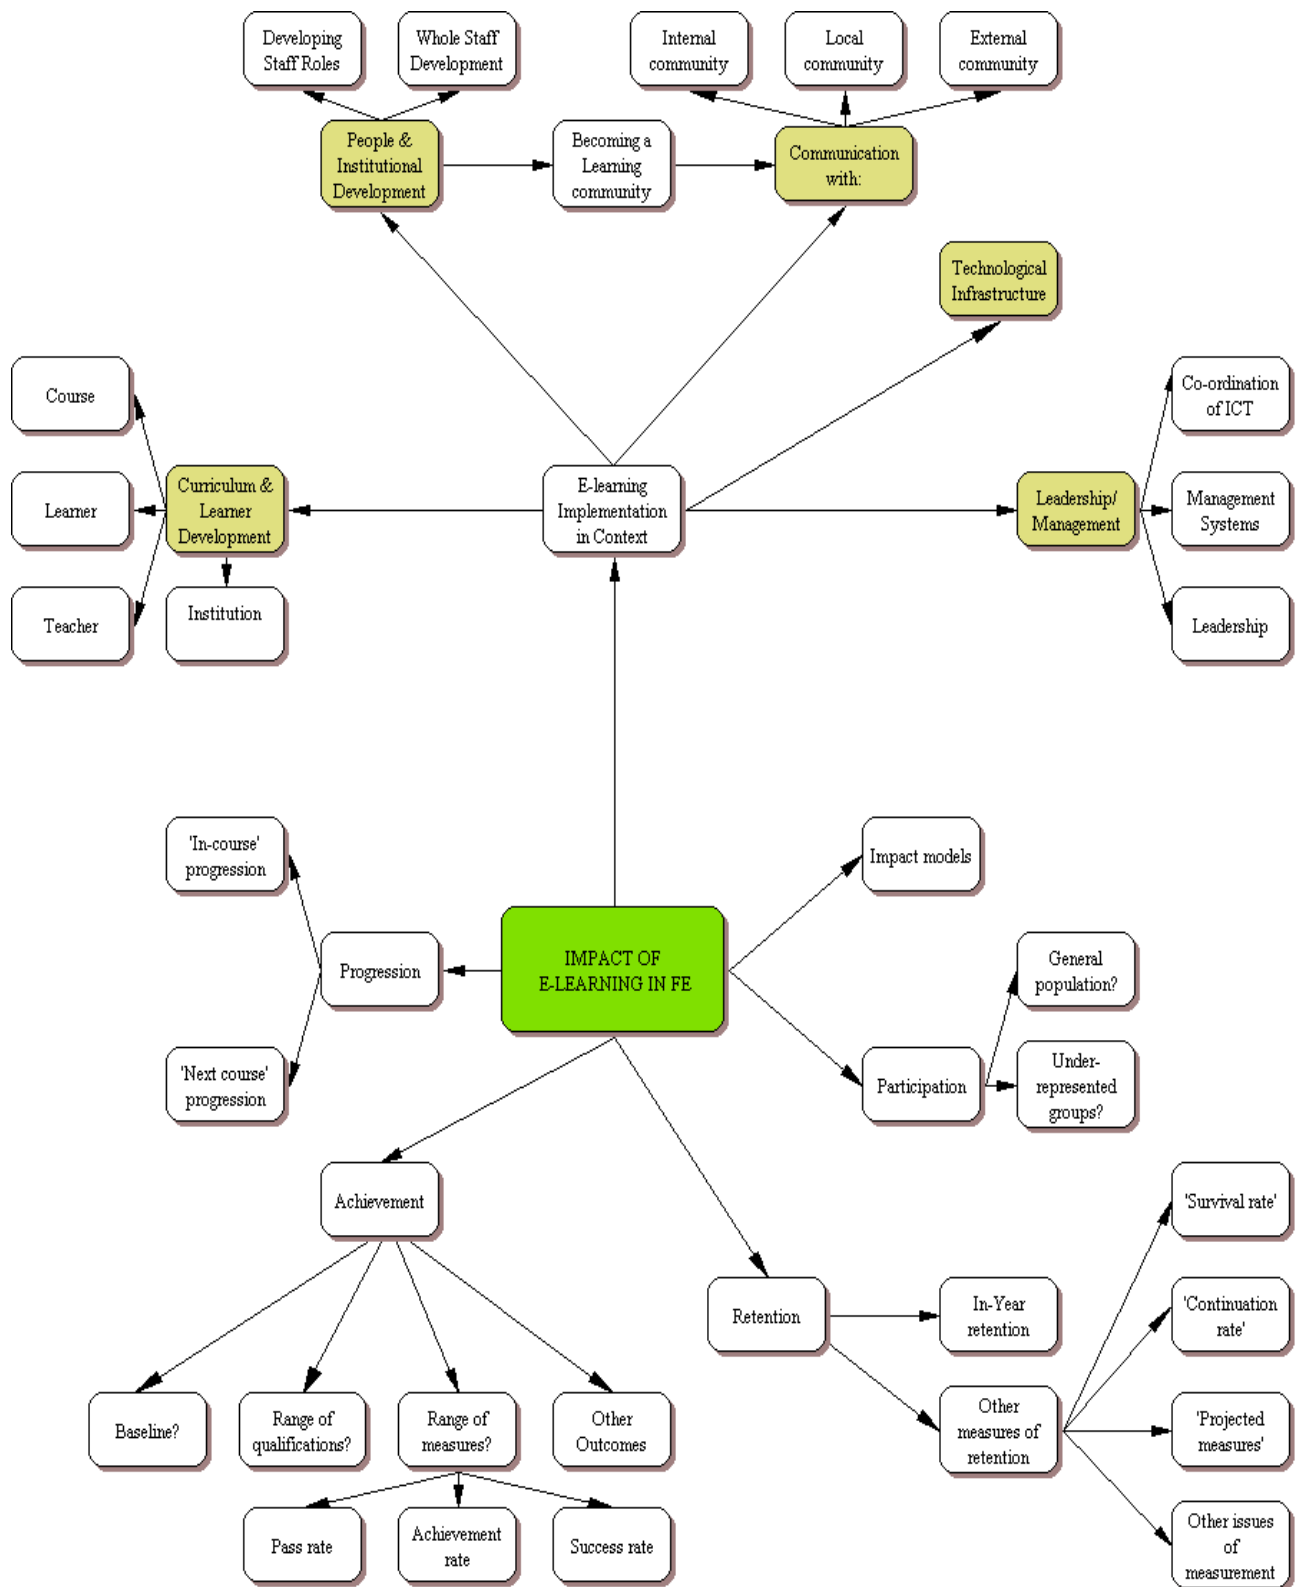 Developing
Staff Roles
Whole Staff
Development
Internal
community
Local
community
External
community
People &
Institutional
Development
Becoming a
Learning
community
Communication
with:
Technological
Infrastructure
Course
Co-ordination
of ICT
Learner
Curriculum &
Learner
Development
E-learning
Implementation
in Context
Leadership/
Management
Management
Systems
Teacher
Institution
Leadership
'In-course'
progression
Impact models
Progression
IMPACT OF
E-LEARNING IN FE
General
population?
'Next course'
progression
Participation
Under-
represented
groups?
Achievement
'Survival rate'
Retention
In-Year
retention
'Continuation
rate'
Baseline?
Range of
qualifications?
Range of
measures?
Other
Outcomes
Other
measures of
retention
'Projected
measures'
Pass rate
Achievement
rate
Success rate
Other issues
of
measurement